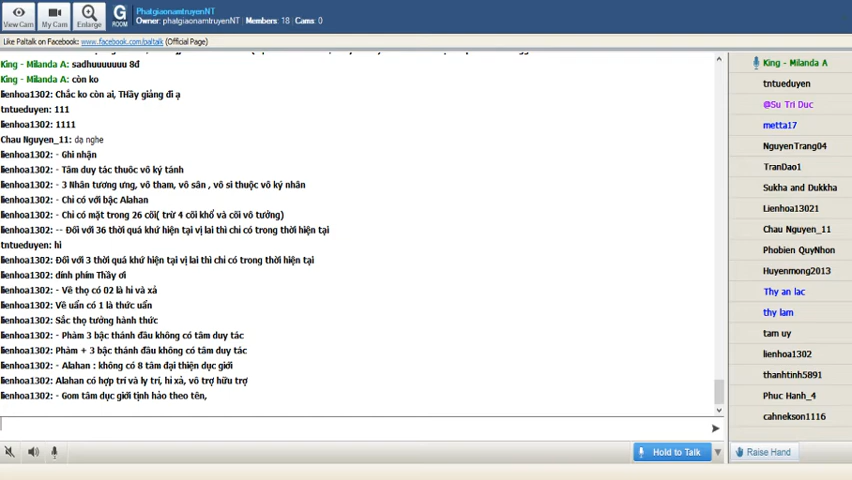 View Cam
My Cam
Enlarge
G
ROOM
PhatgiaonamtruyenNT
Owner: phatgiaonamtruyenNT | Members: 18 | Cams: 0
Like Paltalk on Facebook: www.facebook.com/paltalk (Official Page)
King - Milanda A: sadhuuuuuuu 8đ
King - Milanda A: còn ko
lienhoa1302: Chắc ko còn ai, THầy giảng đi ạ
tntueduyen: 111
lienhoa1302: 1111
Chau Nguyen_11: dạ nghe
lienhoa1302: - Ghi nhận
lienhoa1302: - Tâm duy tác thuôc vô ký tánh
lienhoa1302: - 3 Nhân tương ưng, vô tham, vô sân , vô si thuộc vô ký nhân
lienhoa1302: - Chỉ có với bậc Alahan
lienhoa1302: - Chỉ có mặt trong 26 cõi( trừ 4 cõi khổ và cõi vô tưởng)
lienhoa1302: -- Đối với 36 thời quá khứ hiện tại vị lai thì chỉ có trong thời hiện tại
tntueduyen: hi
lienhoa1302: Đối với 3 thời quá khứ hiện tại vị lai thì chỉ có trong thời hiện tại
lienhoa1302: dính phím Thầy ơi
lienhoa1302: - Về thọ có 02 là hỉ và xả
lienhoa1302: Về uẩn có 1 là thức uẩn
lienhoa1302: Sắc thọ tưởng hành thức
lienhoa1302: - Phàm 3 bậc thánh đầu không có tâm duy tác
lienhoa1302: Phàm + 3 bậc thánh đầu không có tâm duy tác
lienhoa1302: - Alahan : không có 8 tâm đại thiện dục giới
lienhoa1302: Alahan có hợp trí và ly trí, hỉ xả, vô trợ hữu trợ
lienhoa1302: - Gom tâm dục giới tịnh hảo theo tên,
Hold to Talk
King - Milanda A
tntueduyen
@Su Tri Duc
metta17
NguyenTrang04
TranDao1
Sukha and Dukkha
Lienhoa13021
Chau Nguyen_11
Phobien QuyNhon
Huyenmong2013
Thy an lac
thy lam
tam uy
lienhoa1302
thanhtinh5891
Phuc Hanh_4
cahnekson1116
Raise Hand